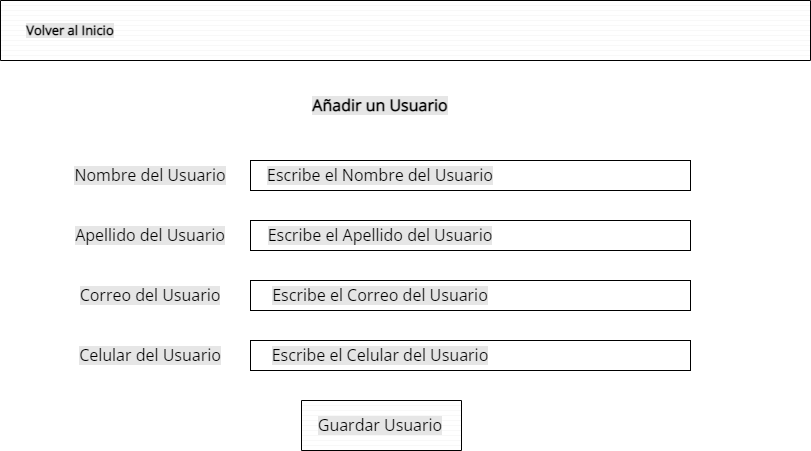 Volver al Inicio
Añadir un Usuario
Nombre del Usuario Escribe el Nombre del Usuario
Apellido del Usuario Escribe el Apellido del Usuario
Correo del Usuario Escribe el Correo del Usuario
Celular del Usuario Escribe el Celular del Usuario
Guardar Usuario